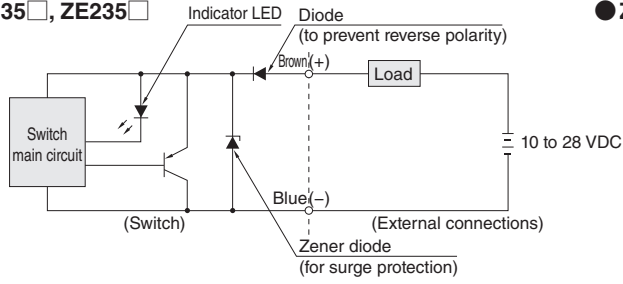 35□, ZE235□
Indicator LED
Diode
(to prevent reverse polarity)
Brown(+)
Load
Switch
main circuit
10 to 28 VDC
Blue(−)
(Switch)
(External connections)
Zener diode
(for surge protection)